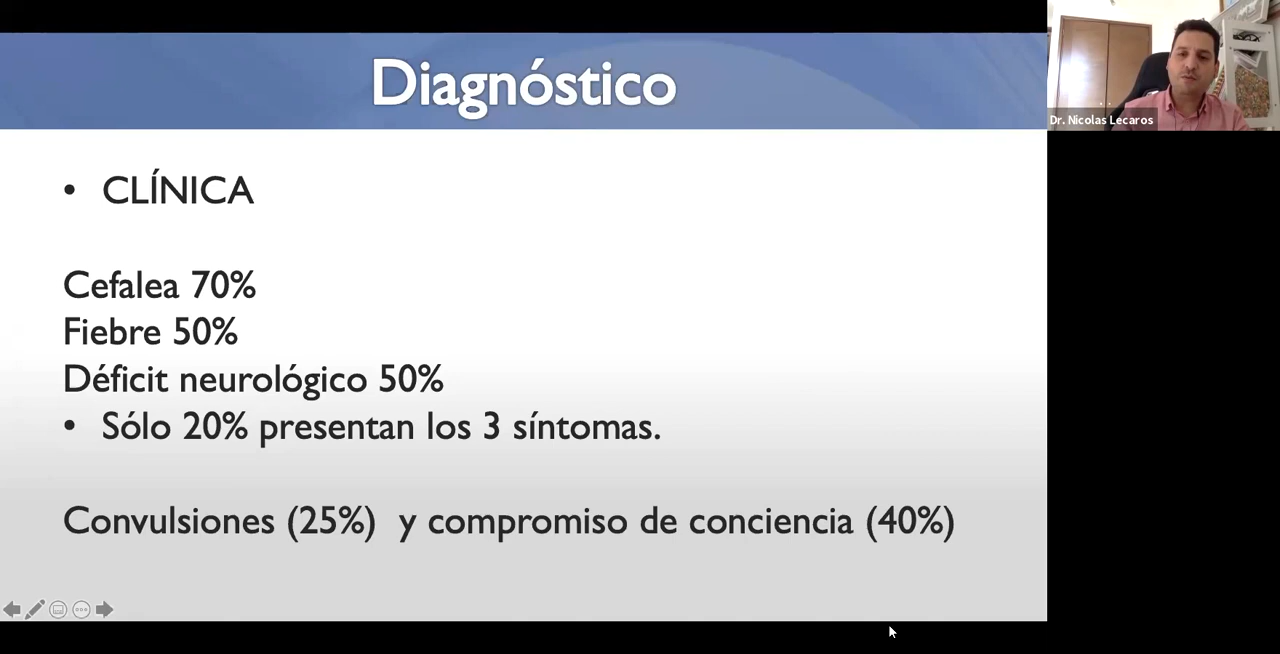 Diagnóstico
Dr. Nicolas Lecaros
• CLÍNICA
Cefalea 70%
Fiebre 50%
Déficit neurológico 50%
• Sólo 20% presentan los 3 síntomas.
Convulsiones (25%) y compromiso de conciencia (40%)